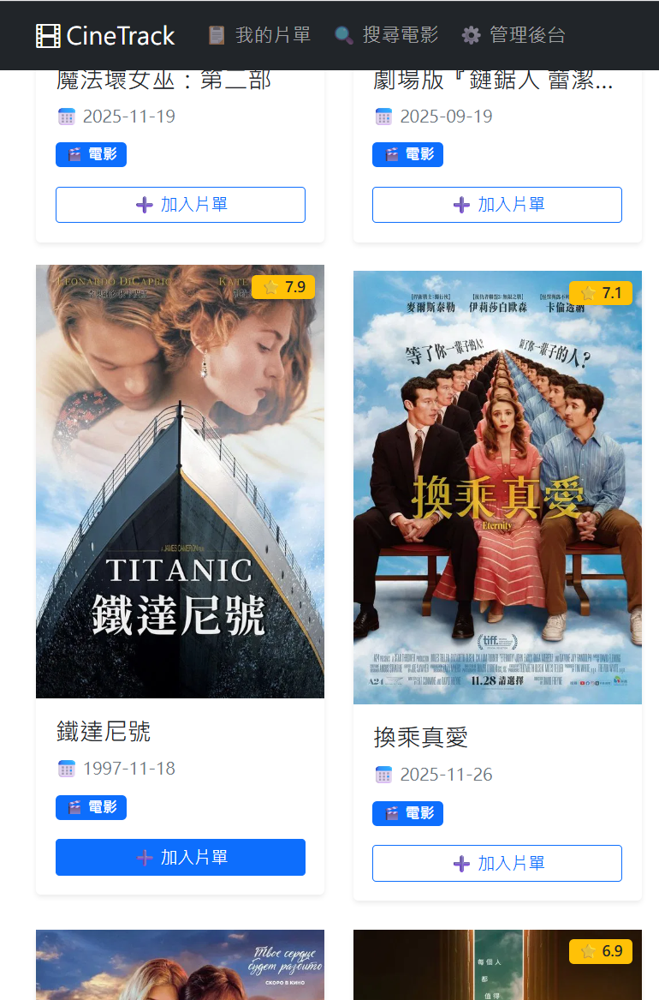 CineTrack 我的片單 搜尋電影 管理後台
魔法壞女巫：第二部
2025-11-19
電影
加入片單
劇場版『鏈鋸人 蕾潔...
2025-09-19
電影
加入片單
LEONARDO DICAPRIO KATE
7.9
A JAMES CAMERON FILM
TITANIC
鐵達尼號
鐵達尼號
1997-11-18
電影
加入片單
7.1
麥爾斯泰勒 伊莉莎白歐森 卡倫透納
等了你一輩子的人?
換乘真愛
Eternity
tiff
A24
11.28 請選擇
換乘真愛
2025-11-26
電影
加入片單
Твое сердце
будет разбито
СКОРО В КИНО
6.9
每個人
都
值得